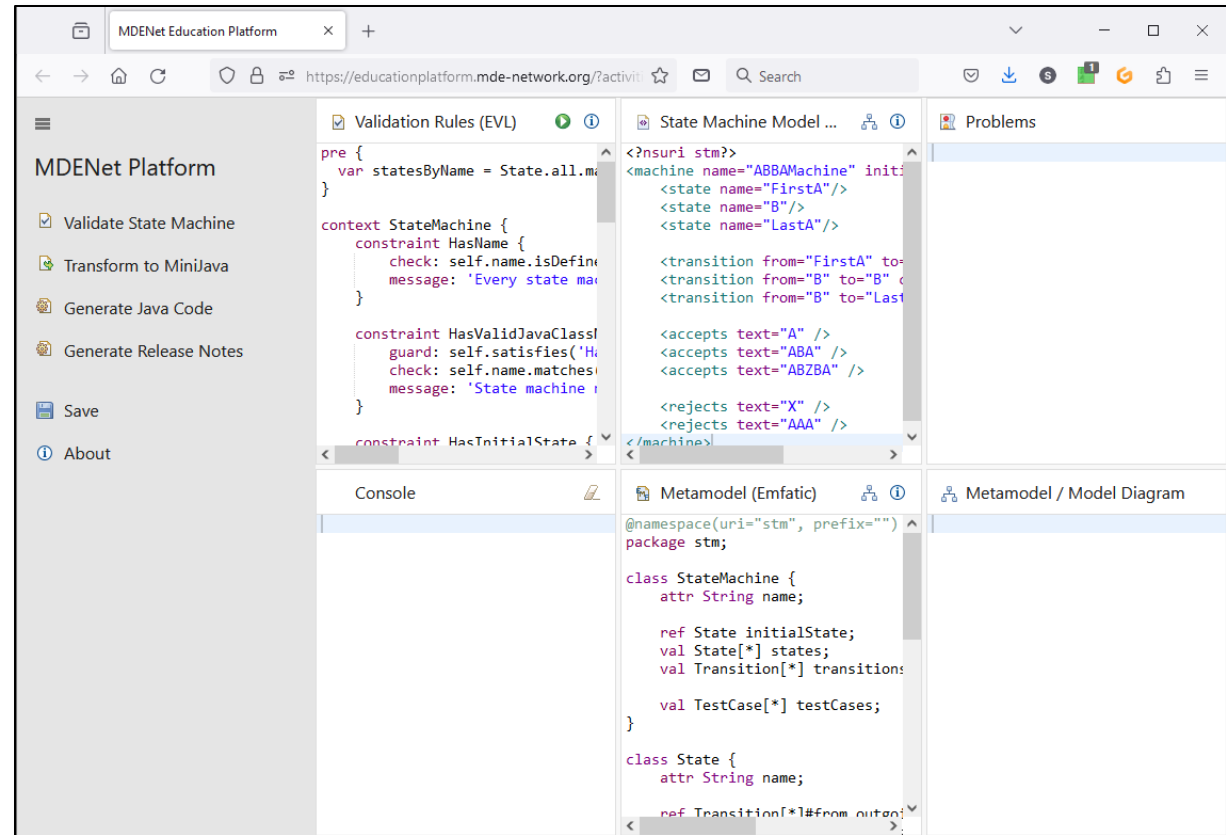 MDENet Education Platform
https://educationplatform.mde-network.org/?activiti
Search
S
1
MDENet Platform
Validate State Machine
Transform to MiniJava
Generate Java Code
Generate Release Notes
Save
About
Validation Rules (EVL)
pre {
var statesByName = State.all.ma
}
context StateMachine {
constraint HasName {
check: self.name.isDefine
message: 'Every state mac
}
constraint HasValidJavaClassN
guard: self.satisfies('Ha
check: self.name.matches(
message: 'State machine n
}
constraint HasInitialState {
State Machine Model ...
<?nsuri stm?>
<machine name="ABBAMachine" initi
<state name="FirstA"/>
<state name="B"/>
<state name="LastA"/>
<transition from="FirstA" to=
<transition from="B" to="B" c
<transition from="B" to="Last
<accepts text="A" />
<accepts text="ABA" />
<accepts text="ABZBA" />
<rejects text="X" />
<rejects text="AAA" />
</machine>
Problems
Console
Metamodel (Emfatic)
@namespace(uri="stm", prefix="")
package stm;
class StateMachine {
attr String name;
ref State initialState;
val State[*] states;
val Transition[*] transitions
val TestCase[*] testCases;
}
class State {
attr String name;
ref Transition[*]#from outgoi
Metamodel / Model Diagram